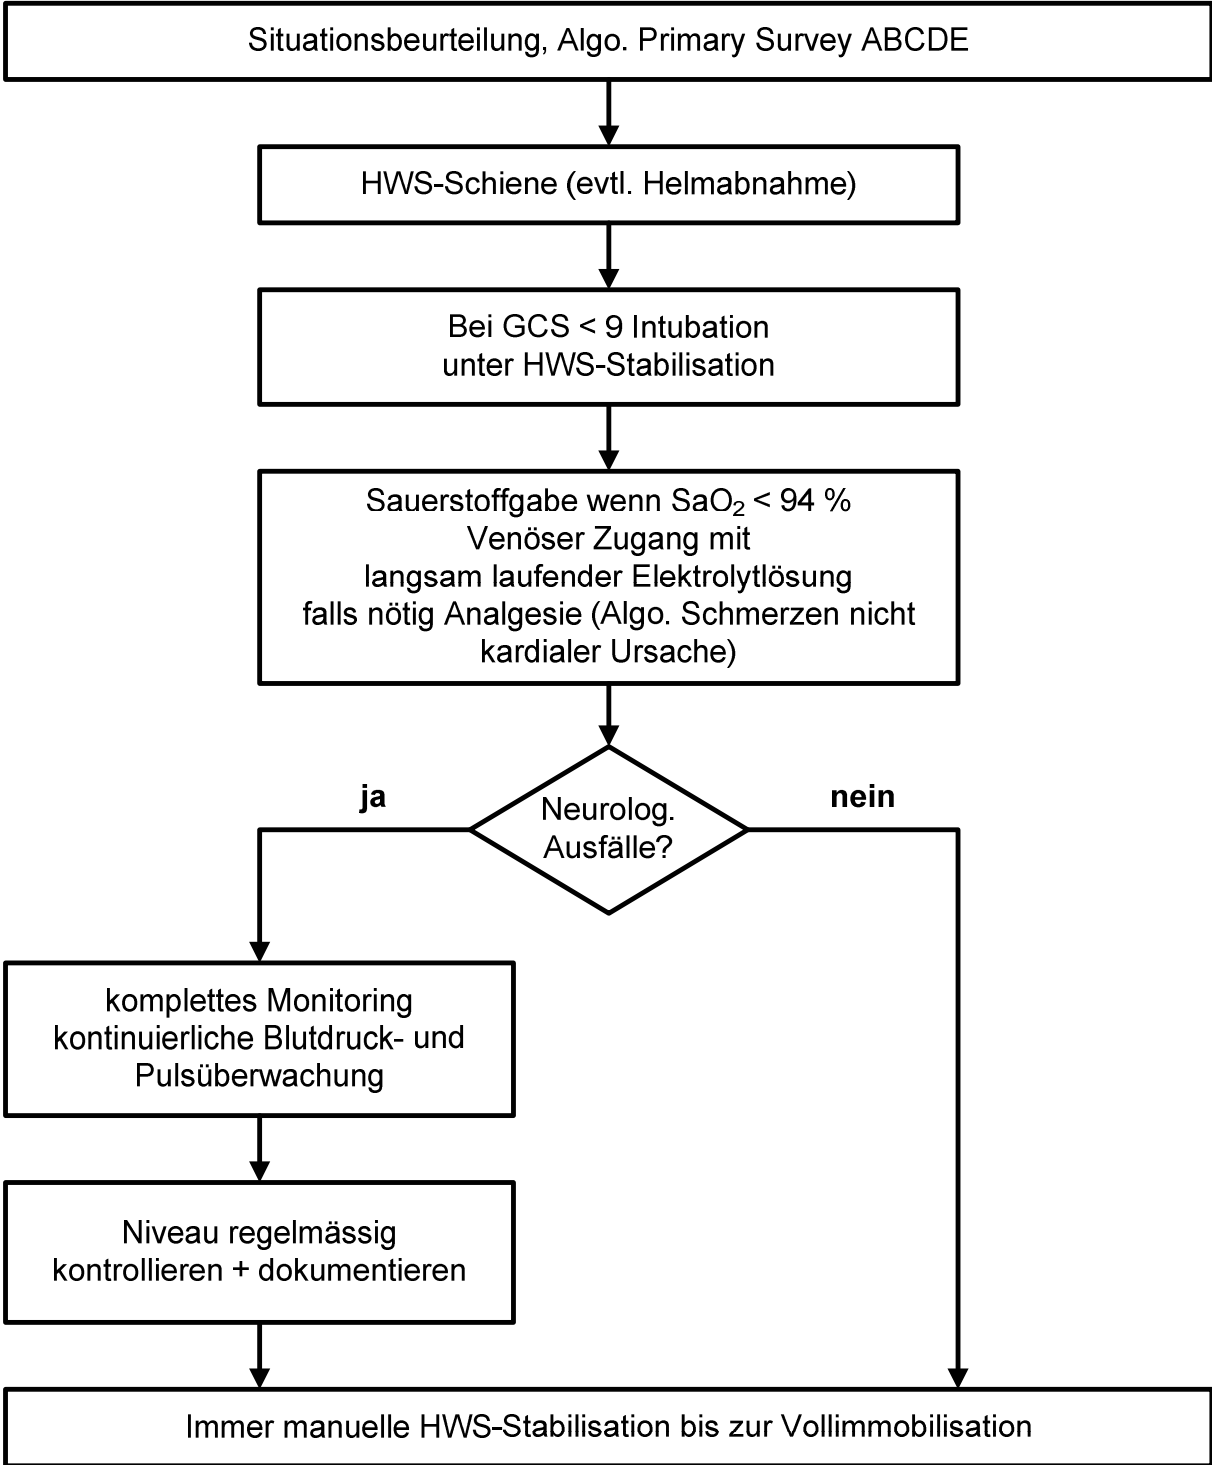 Situationsbeurteilung, Algo. Primary Survey ABCDE
HWS-Schiene (evtl. Helmabnahme)
Bei GCS < 9 Intubation
unter HWS-Stabilisation
Sauerstoffgabe wenn SaO₂ < 94 %
Venöser Zugang mit
langsam laufender Elektrolytlösung
falls nötig Analgesie (Algo. Schmerzen nicht
kardialer Ursache)
ja
nein
Neurolog.
Ausfälle?
komplettes Monitoring
kontinuierliche Blutdruck- und
Pulsüberwachung
Niveau regelmässig
kontrollieren + dokumentieren
Immer manuelle HWS-Stabilisation bis zur Vollimmobilisation